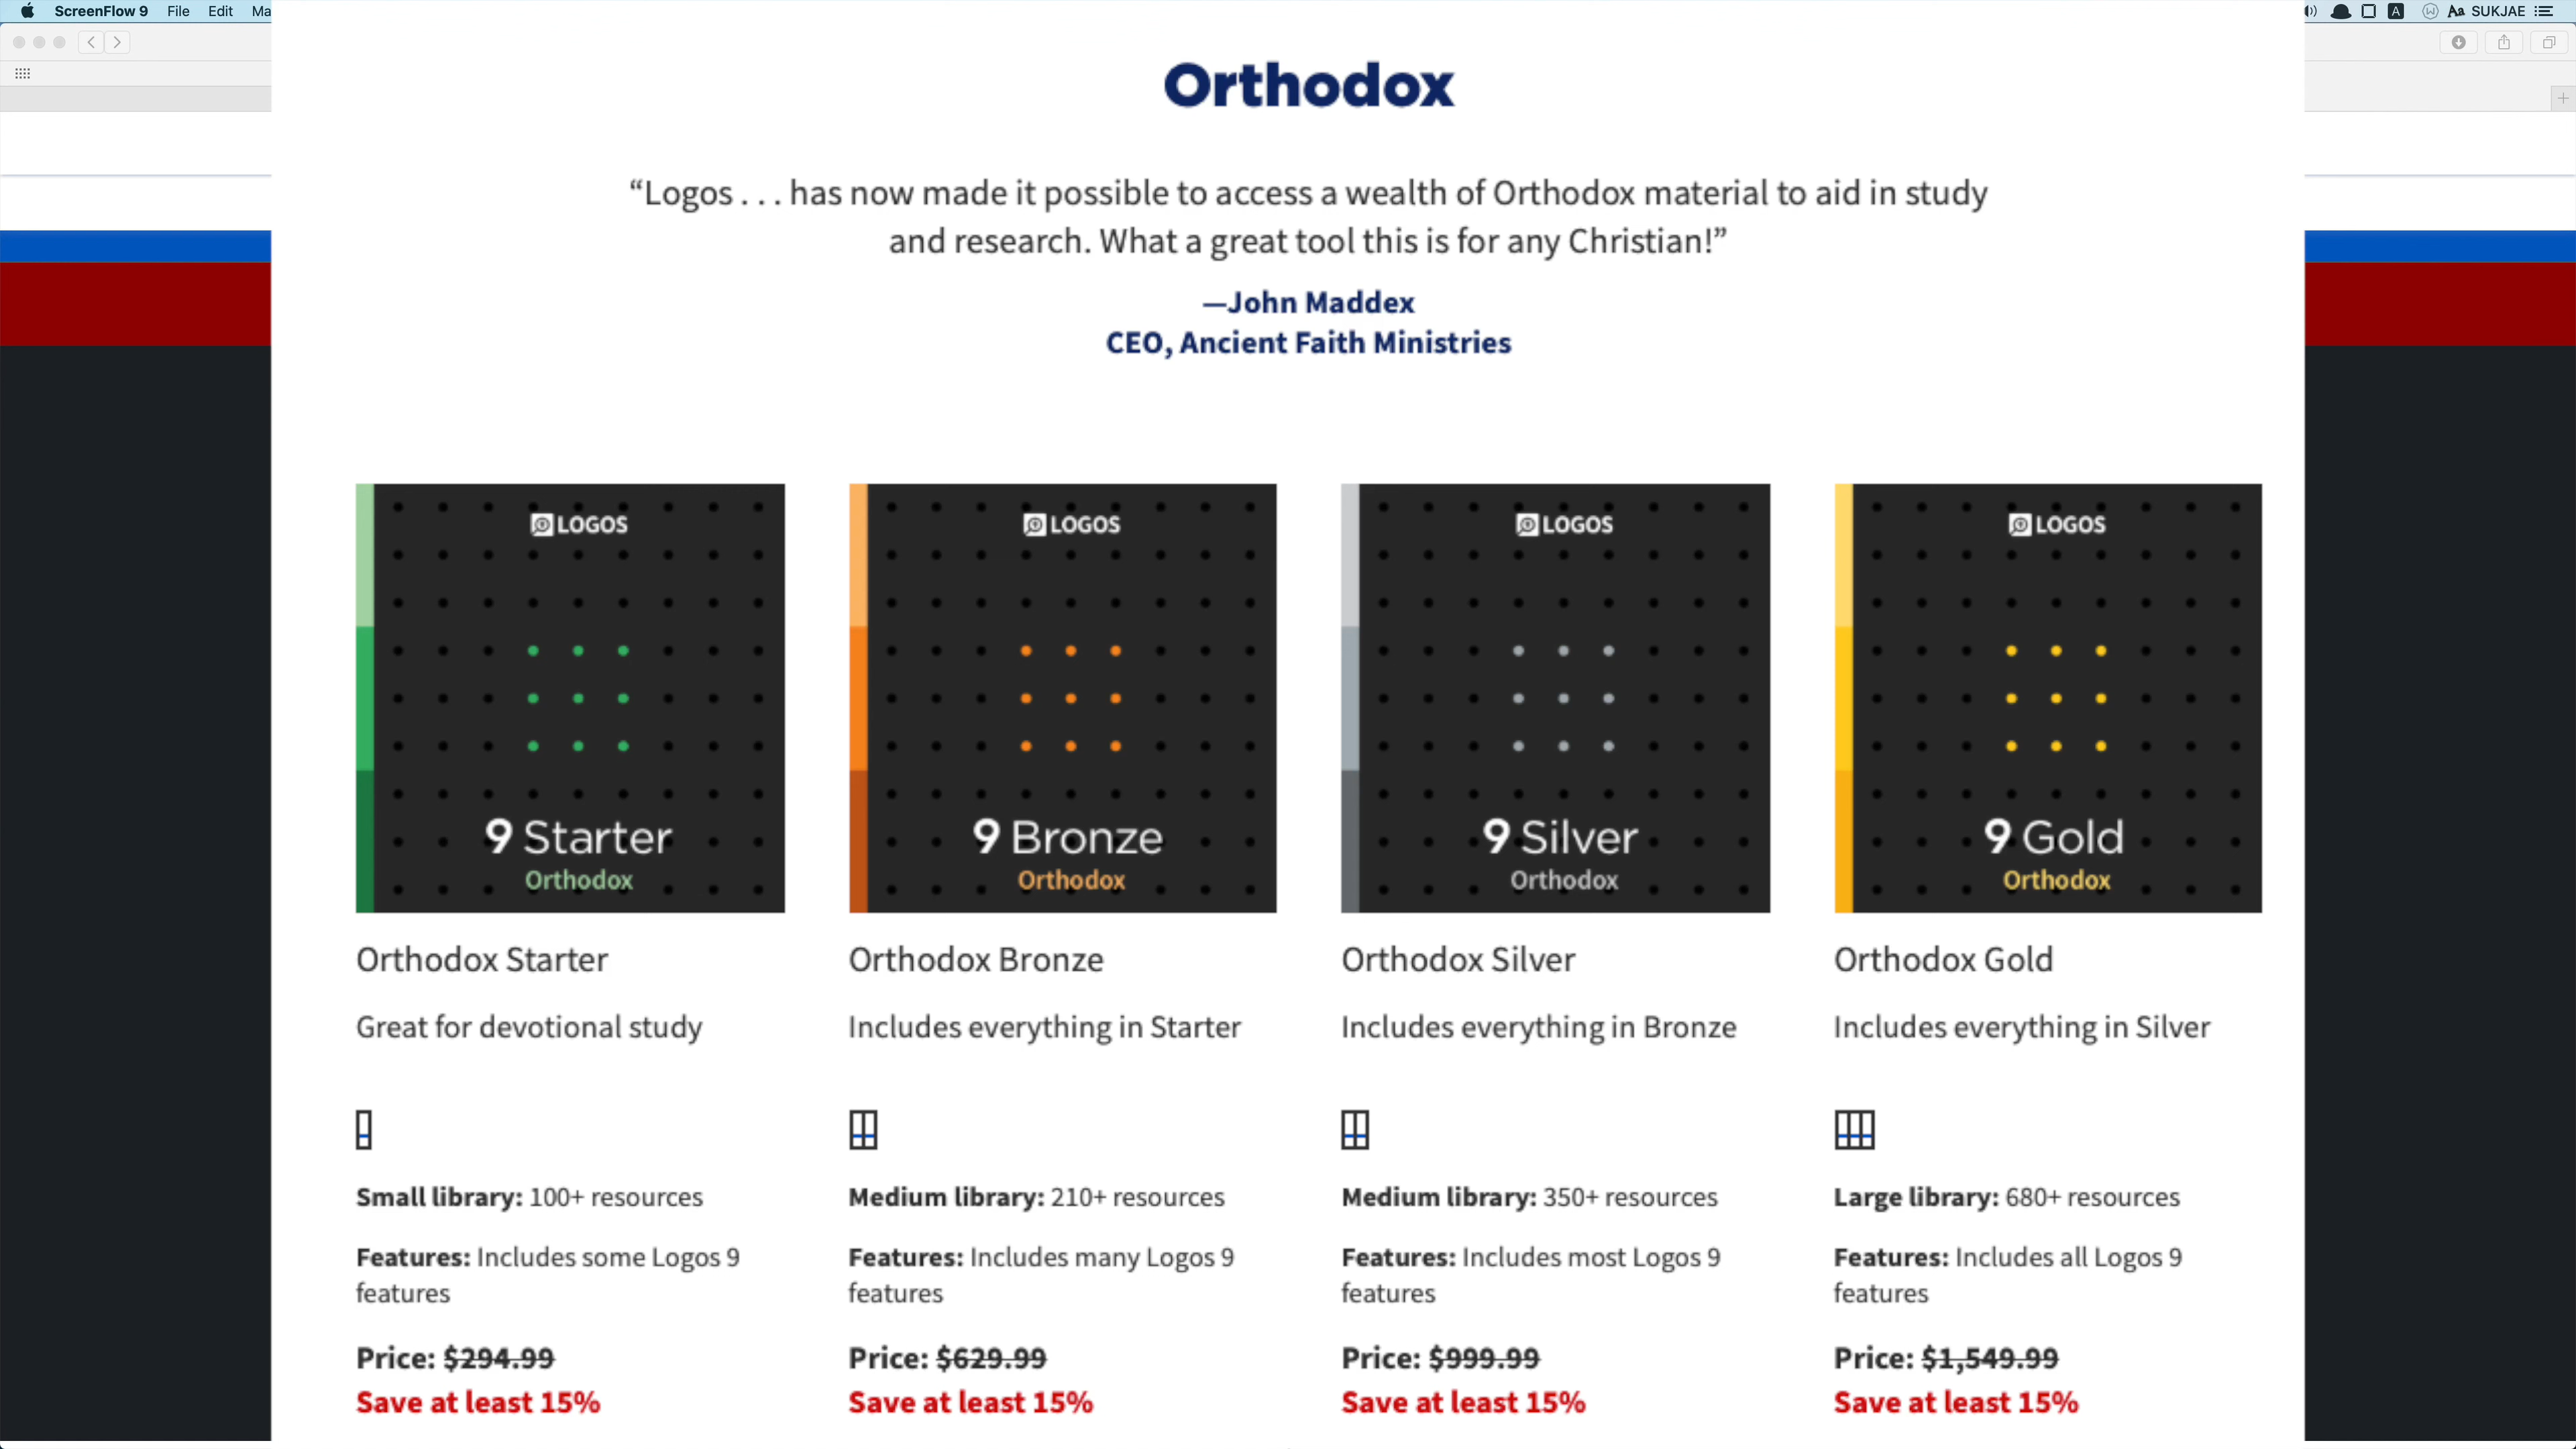 ScreenFlow 9 File Edit Ma
A Aa SUKJAE
Orthodox
“Logos . . . has now made it possible to access a wealth of Orthodox material to aid in study
and research. What a great tool this is for any Christian!”
—John Maddex
CEO, Ancient Faith Ministries
LOGOS
9 Starter
Orthodox
LOGOS
9 Bronze
Orthodox
LOGOS
9 Silver
Orthodox
LOGOS
9 Gold
Orthodox
Orthodox Starter
Great for devotional study
Small library: 100+ resources
Features: Includes some Logos 9
features
Price: $294.99
Save at least 15%
Orthodox Bronze
Includes everything in Starter
Medium library: 210+ resources
Features: Includes many Logos 9
features
Price: $629.99
Save at least 15%
Orthodox Silver
Includes everything in Bronze
Medium library: 350+ resources
Features: Includes most Logos 9
features
Price: $999.99
Save at least 15%
Orthodox Gold
Includes everything in Silver
Large library: 680+ resources
Features: Includes all Logos 9
features
Price: $1,549.99
Save at least 15%